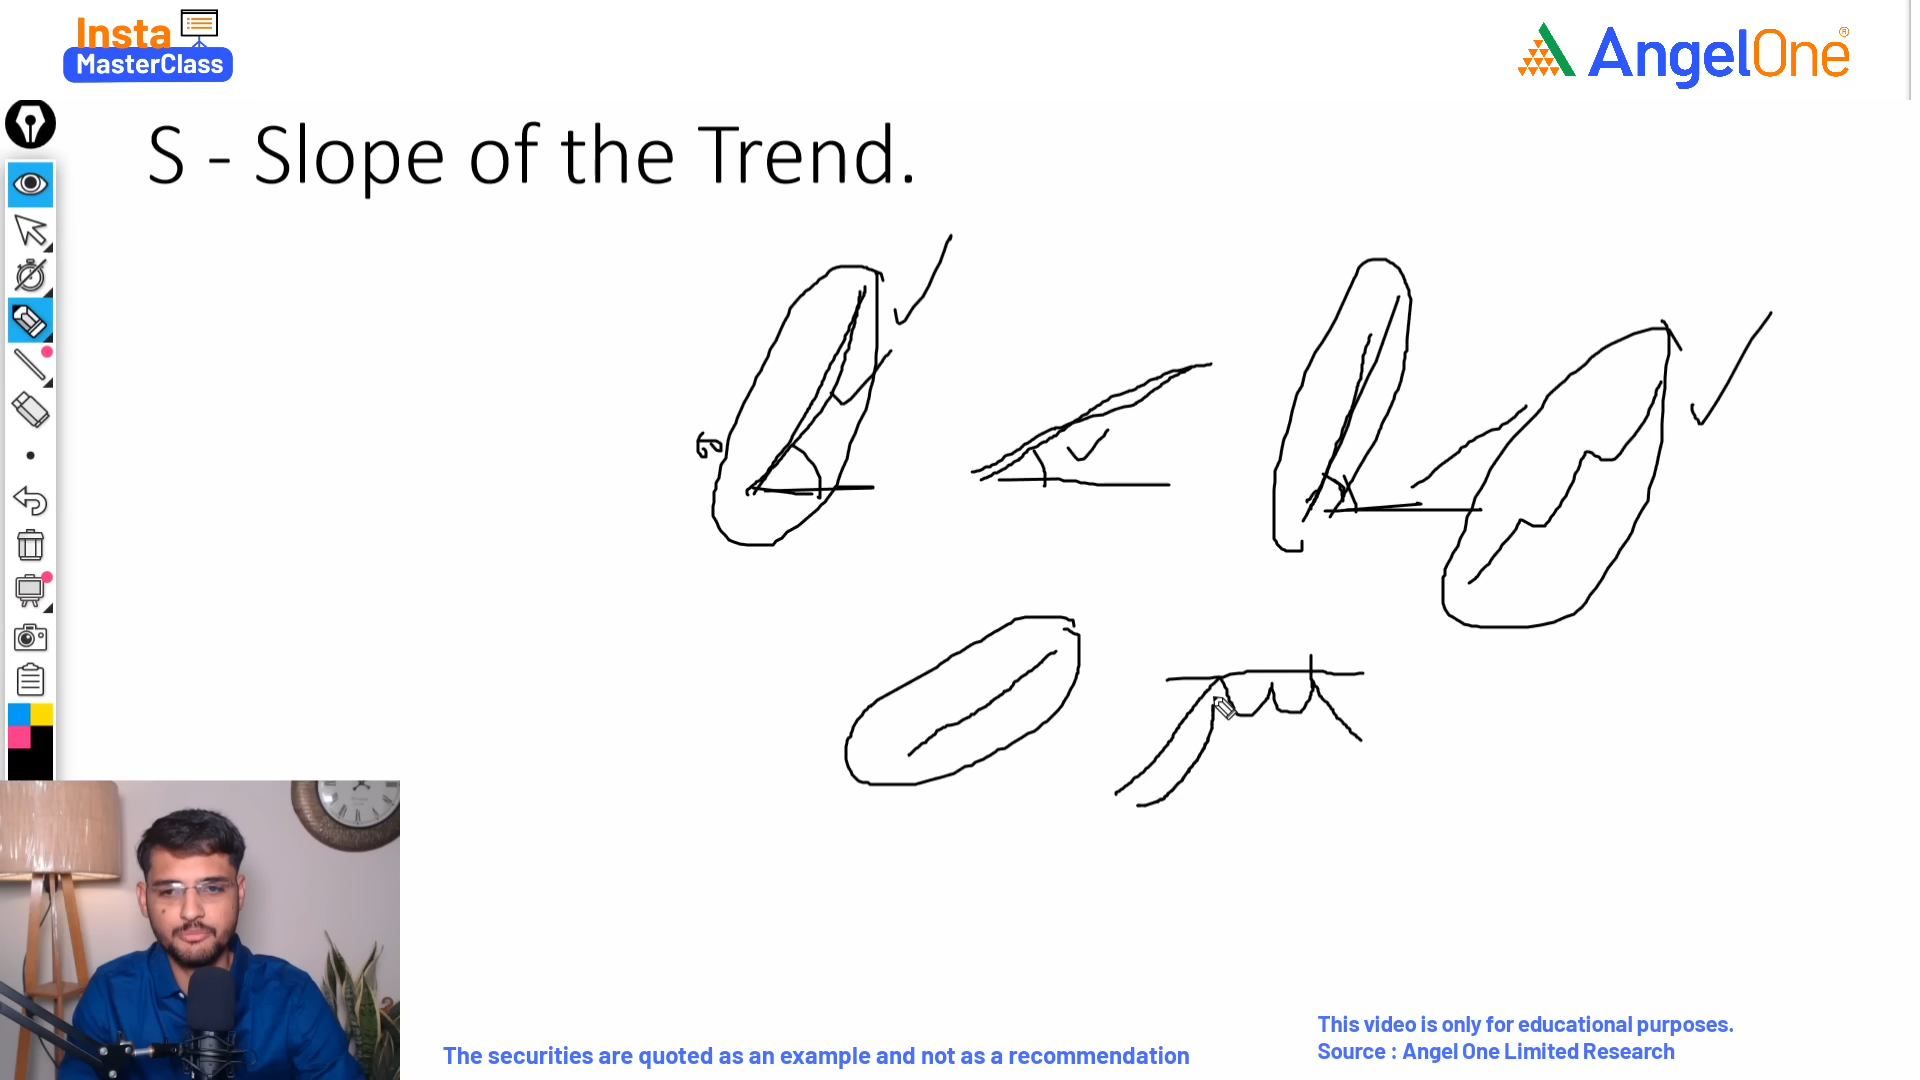 Insta
MasterClass
AngelOne
S - Slope of the Trend.
The securities are quoted as an example and not as a recommendation
This video is only for educational purposes.
Source : Angel One Limited Research